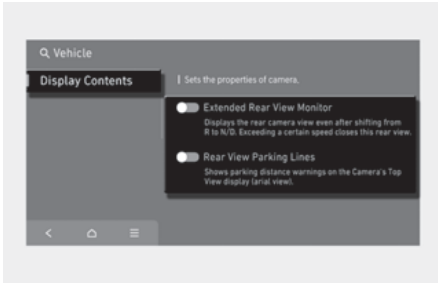 Vehicle
Display Contents
Sets the properties of camera.
Extended Rear View Monitor
Displays the rear camera view even after shifting from
R to N/D. Exceeding a certain speed closes this rear view.
Rear View Parking Lines
Shows parking distance warnings on the Camera's Top
View display (arial view).